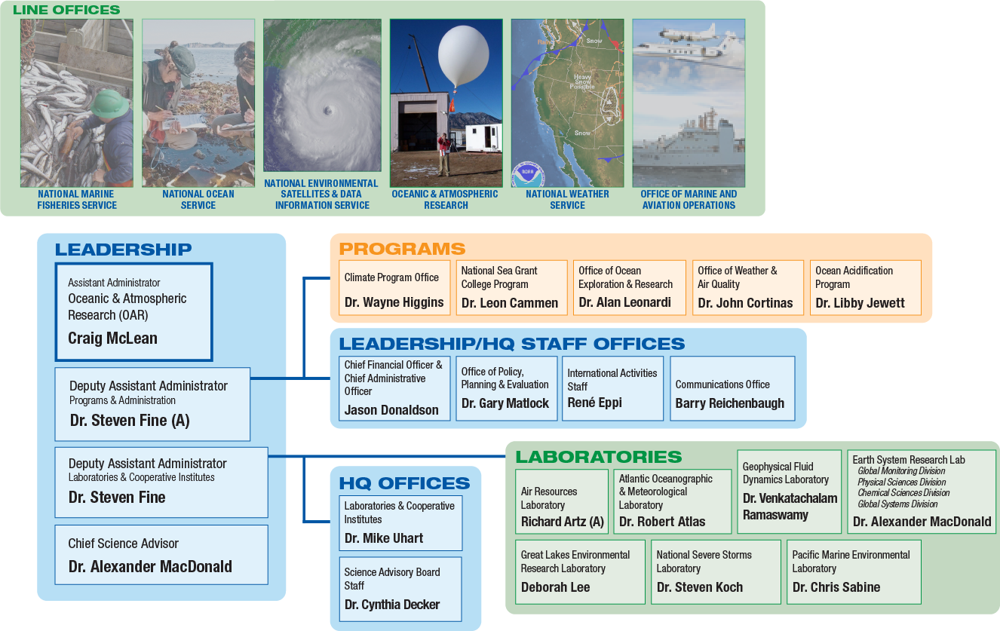 LINE OFFICES
Rain
Snow
Heavy
Snow
Possible
Snow
NOAA
NATIONAL MARINE
FISHERIES SERVICE
NATIONAL OCEAN
SERVICE
NATIONAL ENVIRONMENTAL
SATELLITES & DATA
INFORMATION SERVICE
OCEANIC & ATMOSPHERIC
RESEARCH
NATIONAL WEATHER
SERVICE
OFFICE OF MARINE AND
AVIATION OPERATIONS
LEADERSHIP
Assistant Administrator
Oceanic & Atmospheric
Research (OAR)
Craig McLean
Deputy Assistant Administrator
Programs & Administration
Dr. Steven Fine (A)
Deputy Assistant Administrator
Laboratories & Cooperative Institutes
Dr. Steven Fine
Chief Science Advisor
Dr. Alexander MacDonald
PROGRAMS
Climate Program Office
Dr. Wayne Higgins
National Sea Grant
College Program
Dr. Leon Cammen
Office of Ocean
Exploration & Research
Dr. Alan Leonardi
Office of Weather &
Air Quality
Dr. John Cortinas
Ocean Acidification
Program
Dr. Libby Jewett
LEADERSHIP/HQ STAFF OFFICES
Chief Financial Officer &
Chief Administrative
Officer
Jason Donaldson
Office of Policy,
Planning & Evaluation
Dr. Gary Matlock
International Activities
Staff
René Eppi
Communications Office
Barry Reichenbaugh
HQ OFFICES
Laboratories & Cooperative
Institutes
Dr. Mike Uhart
Science Advisory Board
Staff
Dr. Cynthia Decker
LABORATORIES
Air Resources
Laboratory
Richard Artz (A)
Atlantic Oceanographic
& Meteorological
Laboratory
Dr. Robert Atlas
Geophysical Fluid
Dynamics Laboratory
Dr. Venkatachalam
Ramaswamy
Earth System Research Lab
Global Monitoring Division
Physical Sciences Division
Chemical Sciences Division
Global Systems Division
Dr. Alexander MacDonald
Great Lakes Environmental
Research Laboratory
Deborah Lee
National Severe Storms
Laboratory
Dr. Steven Koch
Pacific Marine Environmental
Laboratory
Dr. Chris Sabine